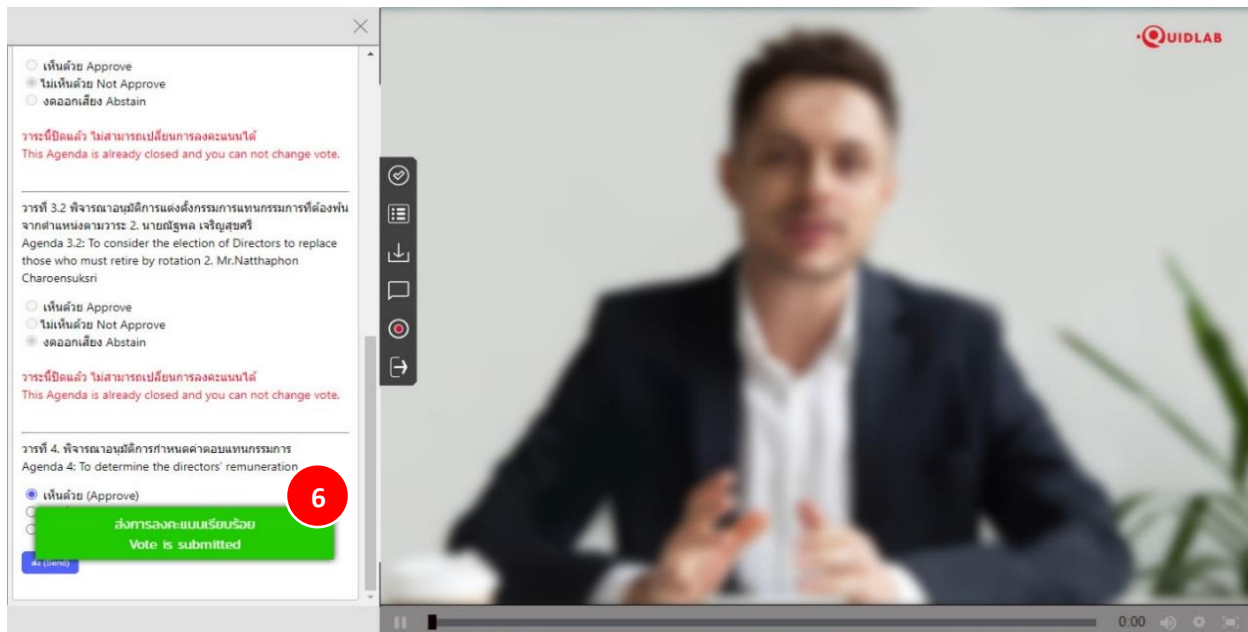 QUIDLAB
เห็นด้วย Approve
ไม่เห็นด้วย Not Approve
งดออกเสียง Abstain
วาระนี้ปิดแล้ว ไม่สามารถเปลี่ยนการลงคะแนนได้
This Agenda is already closed and you can not change vote.
วารที่ 3.2 พิจารณาอนุมัติการแต่งตั้งกรรมการแทนกรรมการที่ต้องพ้น
จากตำแหน่งตามวาระ 2. นายณัฐพล เจริญสุขศรี
Agenda 3.2: To consider the election of Directors to replace
those who must retire by rotation 2. Mr.Natthaphon
Charoensuksri
เห็นด้วย Approve
ไม่เห็นด้วย Not Approve
งดออกเสียง Abstain
วาระนี้ปิดแล้ว ไม่สามารถเปลี่ยนการลงคะแนนได้
This Agenda is already closed and you can not change vote.
วารที่ 4. พิจารณาอนุมัติการกำหนดค่าตอบแทนกรรมการ
Agenda 4: To determine the directors' remuneration
เห็นด้วย (Approve)
6
ส่งการลงคะแนนเรียบร้อย
Vote is submitted
ส่ง (Send)
0:00